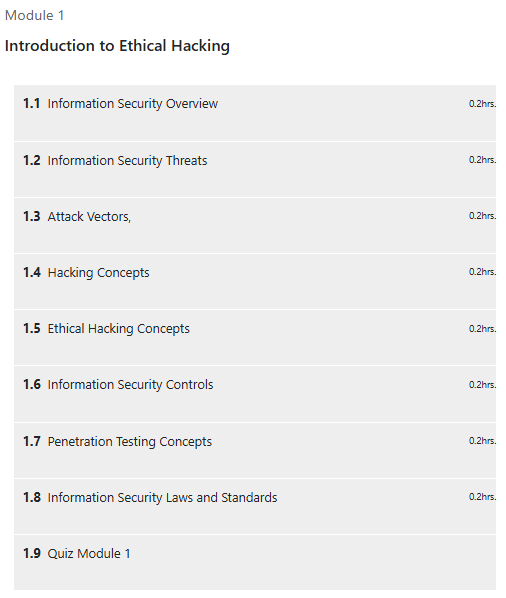 Module 1
Introduction to Ethical Hacking
1.1 Information Security Overview 0.2hrs.
1.2 Information Security Threats 0.2hrs.
1.3 Attack Vectors, 0.2hrs.
1.4 Hacking Concepts 0.2hrs.
1.5 Ethical Hacking Concepts 0.2hrs.
1.6 Information Security Controls 0.2hrs.
1.7 Penetration Testing Concepts 0.2hrs.
1.8 Information Security Laws and Standards 0.2hrs.
1.9 Quiz Module 1